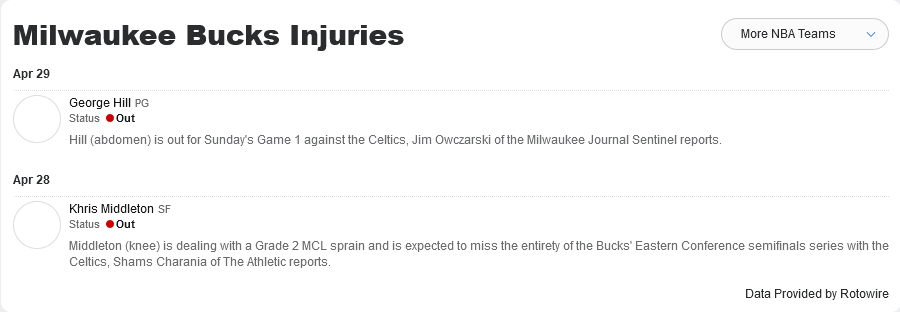 Milwaukee Bucks Injuries
More NBA Teams
Apr 29
George Hill PG
Status Out
Hill (abdomen) is out for Sunday's Game 1 against the Celtics, Jim Owczarski of the Milwaukee Journal Sentinel reports.
Apr 28
Khris Middleton SF
Status Out
Middleton (knee) is dealing with a Grade 2 MCL sprain and is expected to miss the entirety of the Bucks' Eastern Conference semifinals series with the
Celtics, Shams Charania of The Athletic reports.
Data Provided by Rotowire